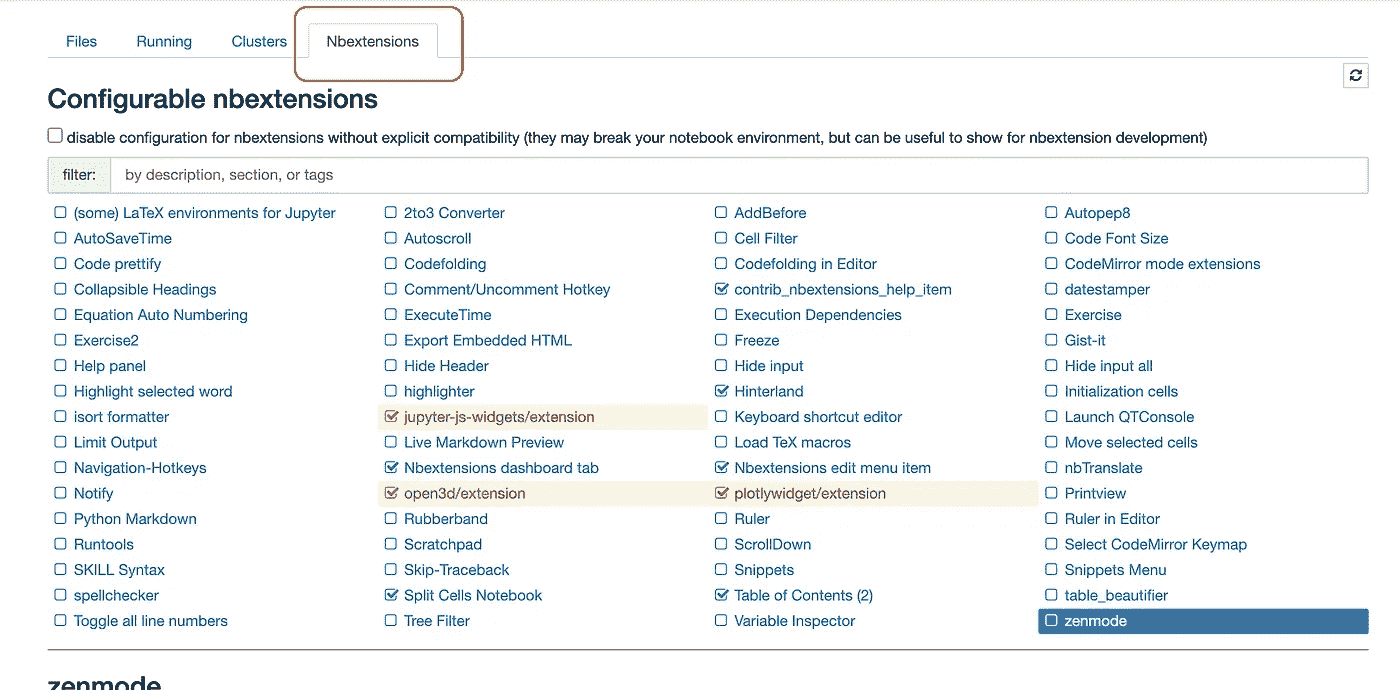 Files Running Clusters Nbextensions
Configurable nbextensions
disable configuration for nbextensions without explicit compatibility (they may break your notebook environment, but can be useful to show for nbextension development)
filter: by description, section, or tags
(some) LaTeX environments for Jupyter 2to3 Converter AddBefore Autopep8
AutoSaveTime Autoscroll Cell Filter Code Font Size
Code prettify Codefolding Codefolding in Editor CodeMirror mode extensions
Collapsible Headings Comment/Uncomment Hotkey contrib_nbextensions_help_item datestamper
Equation Auto Numbering ExecuteTime Execution Dependencies Exercise
Exercise2 Export Embedded HTML Freeze Gist-it
Help panel Hide Header Hide input Hide input all
Highlight selected word highlighter Hinterland Initialization cells
isort formatter jupyter-js-widgets/extension Keyboard shortcut editor Launch QTConsole
Limit Output Live Markdown Preview Load TeX macros Move selected cells
Navigation-Hotkeys Nbextensions dashboard tab Nbextensions edit menu item nbTranslate
Notify open3d/extension plotlywidget/extension Printview
Python Markdown Rubberband Ruler Ruler in Editor
Runtools Scratchpad ScrollDown Select CodeMirror Keymap
SKILL Syntax Skip-Traceback Snippets Snippets Menu
spellchecker Split Cells Notebook Table of Contents (2) table_beautifier
Toggle all line numbers Tree Filter Variable Inspector zenmode
zenmode